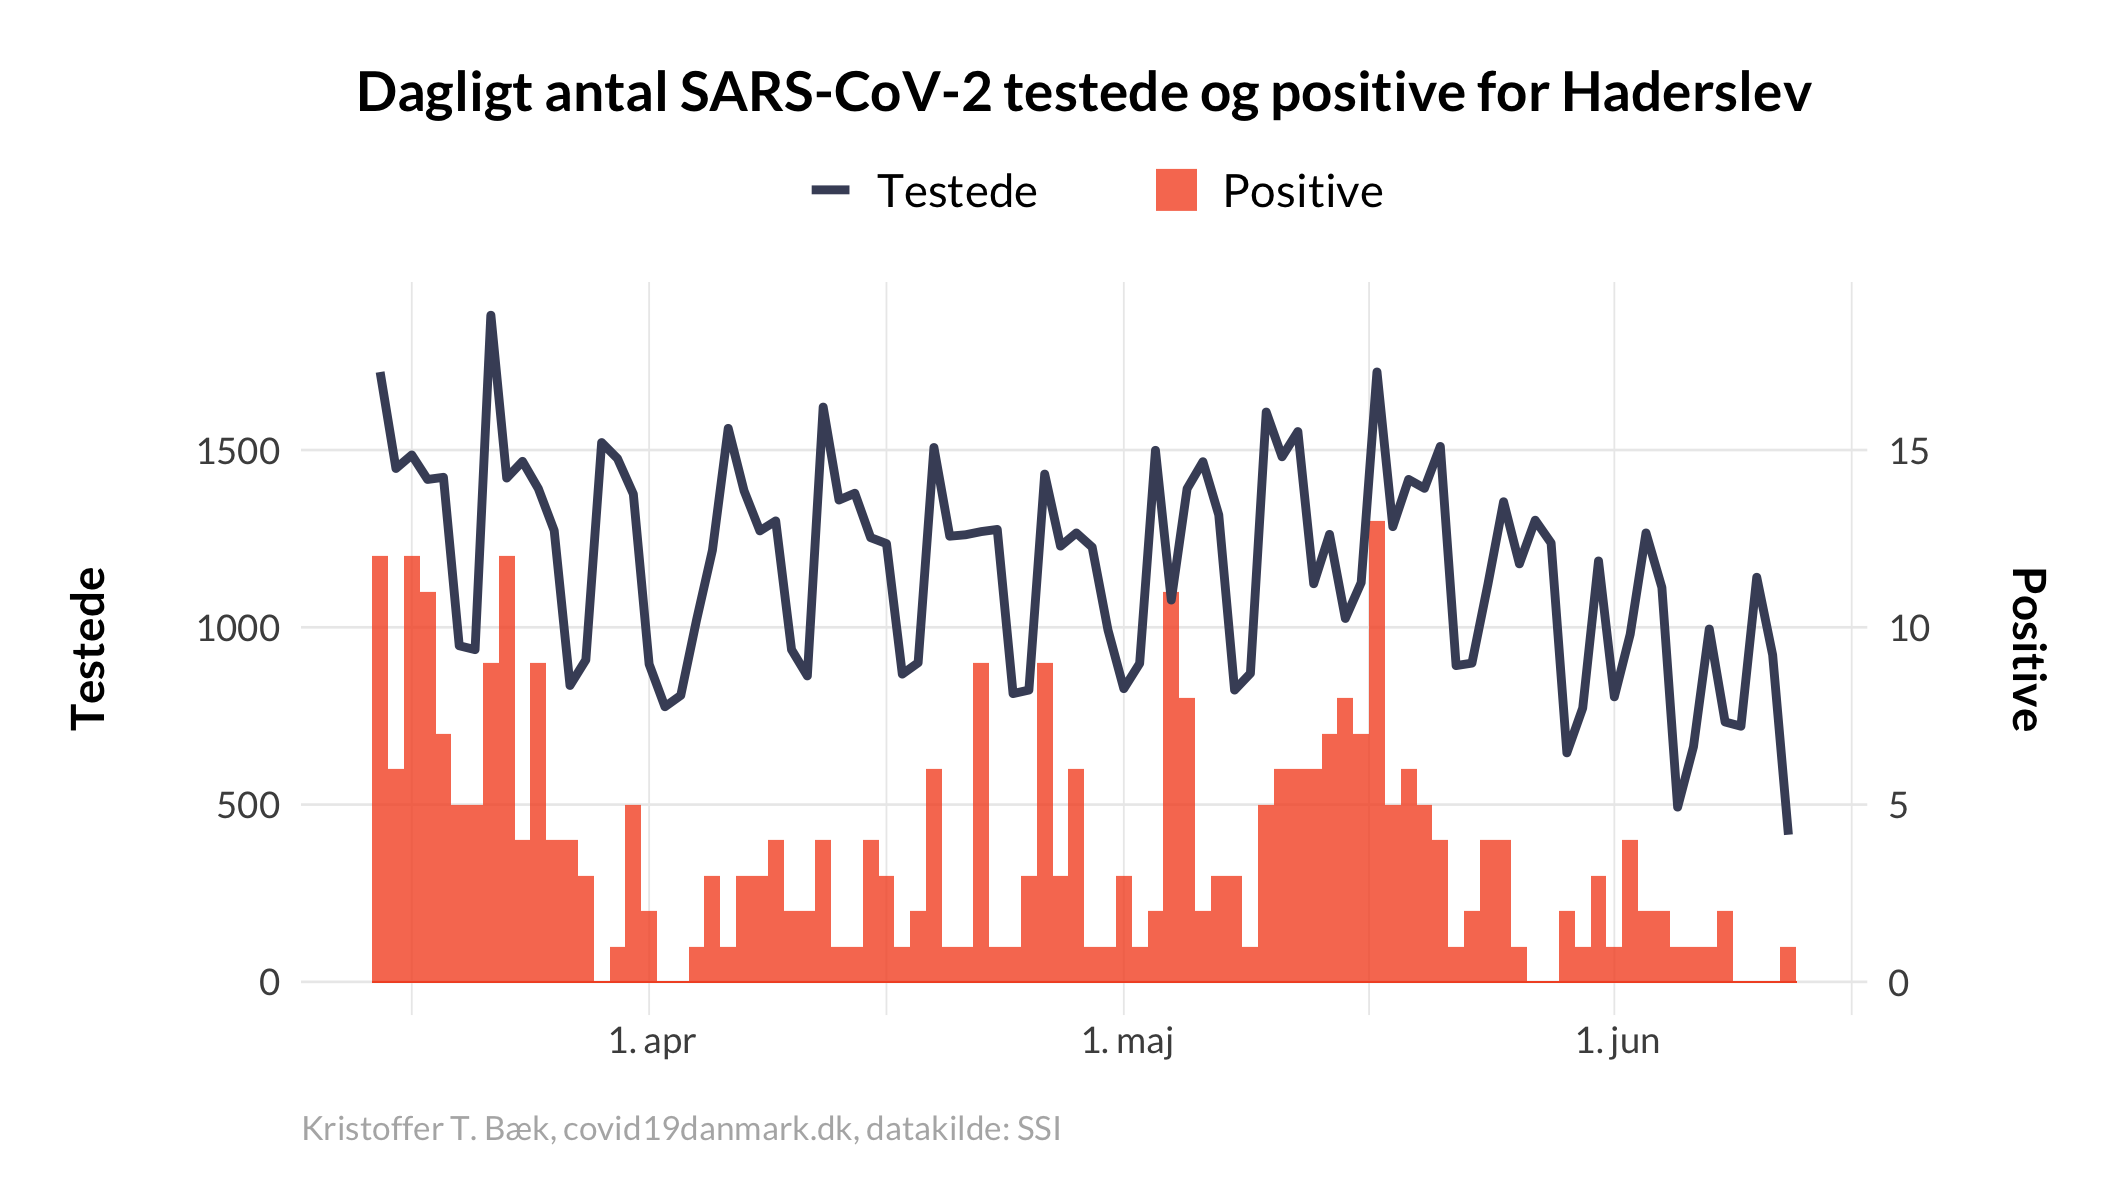 Dagligt antal SARS-CoV-2 testede og positive for Haderslev
Testede
Positive
Testede
1500
1000
500
0
15
10
5
0
Positive
1. apr
1. maj
1. jun
Kristoffer T. Bæk, covid19danmark.dk, datakilde: SSI